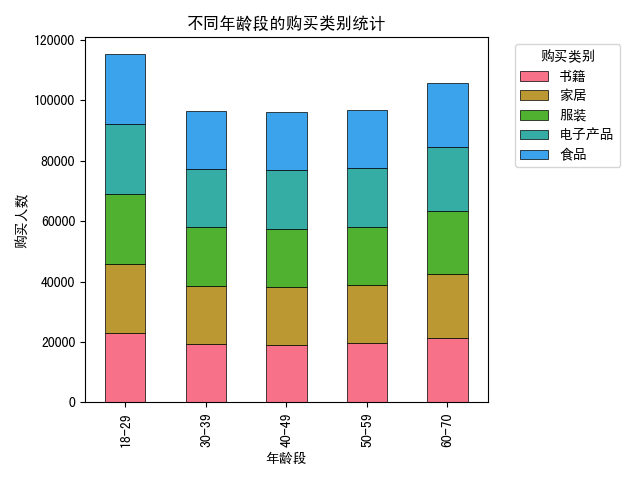 不同年龄段的购买类别统计
120000
100000
80000
60000
40000
20000
0
购买人数
18-29
30-39
40-49
50-59
60-70
年龄段
购买类别
书籍
家居
服装
电子产品
食品